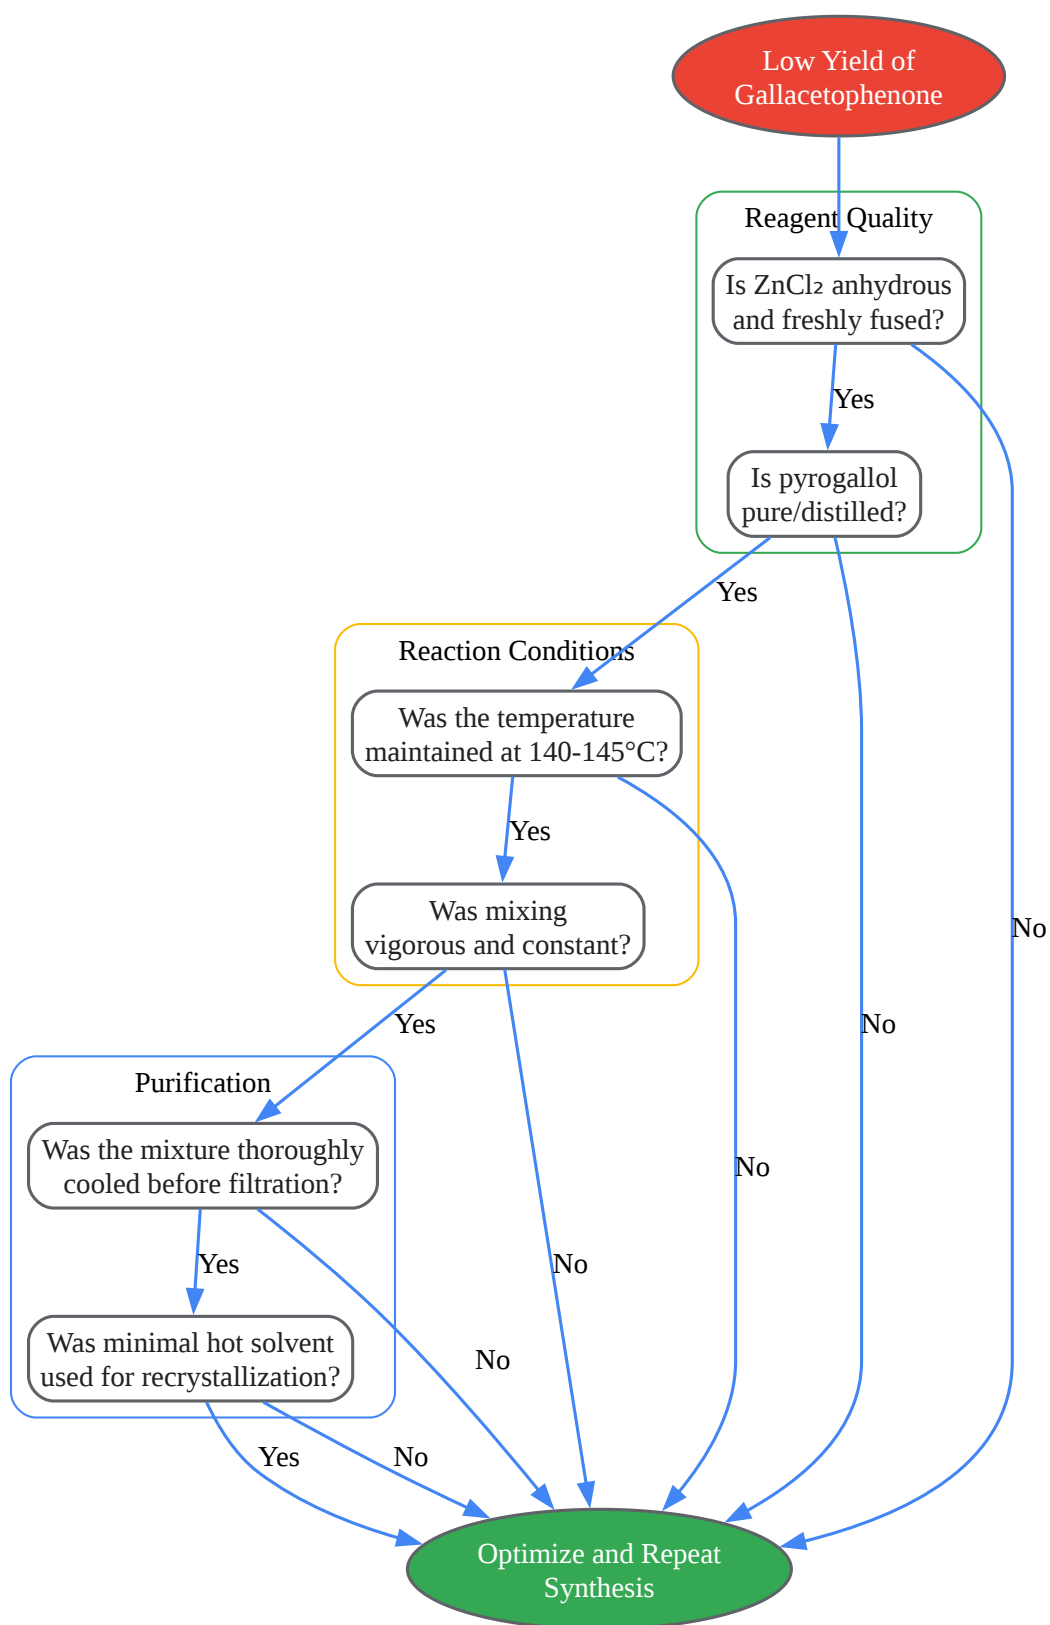 Low Yield of
Gallacetophenone
Reagent Quality
Is ZnCl₂ anhydrous
and freshly fused?
Yes
Is pyrogallol
pure/distilled?
Yes
Reaction Conditions
Was the temperature
maintained at 140-145°C?
Yes
Was mixing
vigorous and constant?
No
Yes
No
Purification
Was the mixture thoroughly
cooled before filtration?
No
Yes
No
Was minimal hot solvent
used for recrystallization?
No
Yes
No
Optimize and Repeat
Synthesis